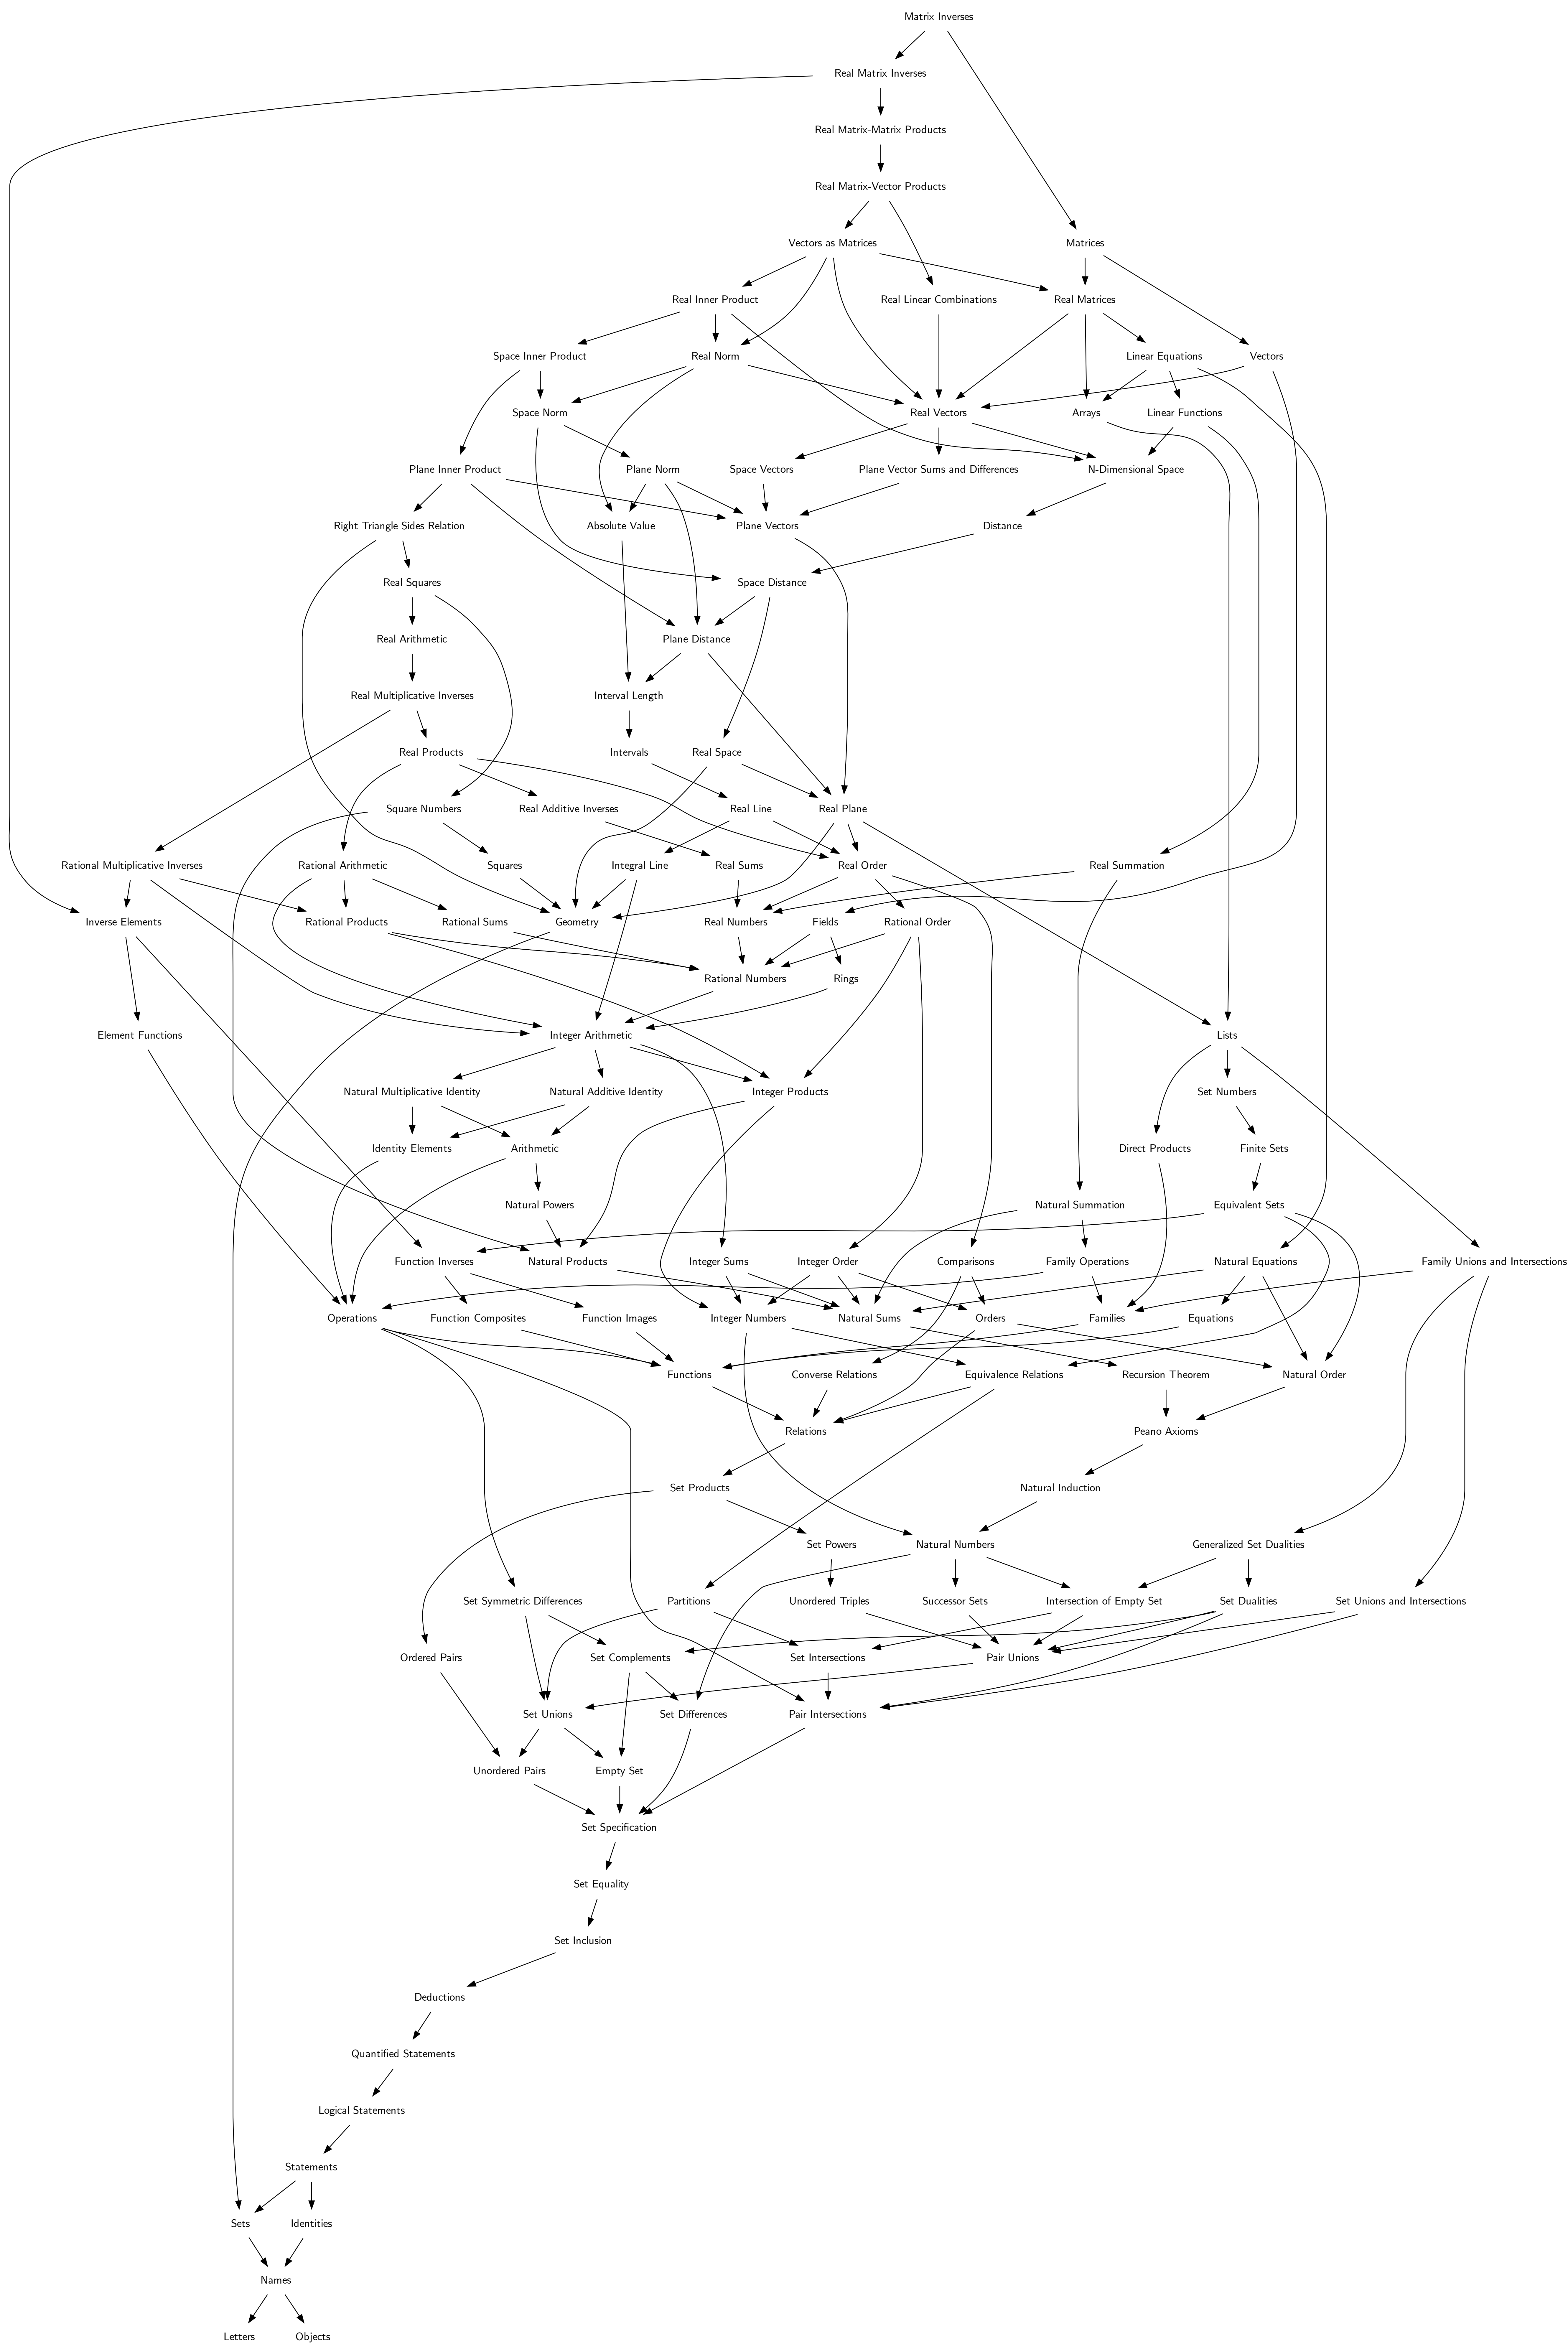 Matrix Inverses
Real Matrix Inverses
Real Matrix-Matrix Products
Real Matrix-Vector Products
Vectors as Matrices
Matrices
Real Inner Product
Real Linear Combinations
Real Matrices
Space Inner Product
Real Norm
Linear Equations
Vectors
Space Norm
Real Vectors
Arrays
Linear Functions
Plane Inner Product
Plane Norm
Space Vectors
Plane Vector Sums and Differences
N-Dimensional Space
Right Triangle Sides Relation
Absolute Value
Plane Vectors
Distance
Real Squares
Space Distance
Real Arithmetic
Plane Distance
Real Multiplicative Inverses
Interval Length
Real Products
Intervals
Real Space
Square Numbers
Real Additive Inverses
Real Line
Real Plane
Rational Multiplicative Inverses
Rational Arithmetic
Squares
Integral Line
Real Sums
Real Order
Real Summation
Inverse Elements
Rational Products
Rational Sums
Geometry
Real Numbers
Fields
Rational Order
Rational Numbers
Rings
Element Functions
Integer Arithmetic
Lists
Natural Multiplicative Identity
Natural Additive Identity
Integer Products
Set Numbers
Identity Elements
Arithmetic
Direct Products
Finite Sets
Natural Powers
Natural Summation
Equivalent Sets
Function Inverses
Natural Products
Integer Sums
Integer Order
Comparisons
Family Operations
Natural Equations
Family Unions and Intersections
Operations
Function Composites
Function Images
Integer Numbers
Natural Sums
Orders
Families
Equations
Functions
Converse Relations
Equivalence Relations
Recursion Theorem
Natural Order
Relations
Peano Axioms
Set Products
Natural Induction
Set Powers
Natural Numbers
Generalized Set Dualities
Set Symmetric Differences
Partitions
Unordered Triples
Successor Sets
Intersection of Empty Set
Set Dualities
Set Unions and Intersections
Ordered Pairs
Set Complements
Set Intersections
Pair Unions
Set Unions
Set Differences
Pair Intersections
Unordered Pairs
Empty Set
Set Specification
Set Equality
Set Inclusion
Deductions
Quantified Statements
Logical Statements
Statements
Sets
Identities
Names
Letters
Objects